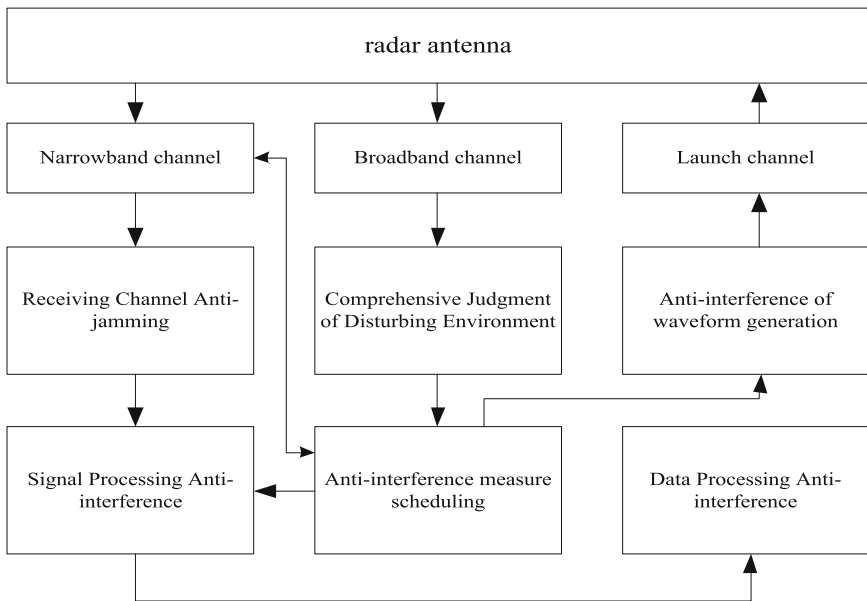 radar antenna
Narrowband channel
Broadband channel
Launch channel
Receiving Channel Anti-
jamming
Comprehensive Judgment
of Disturbing Environment
Anti-interference of
waveform generation
Signal Processing Anti-
interference
Anti-interference measure
scheduling
Data Processing Anti-
interference